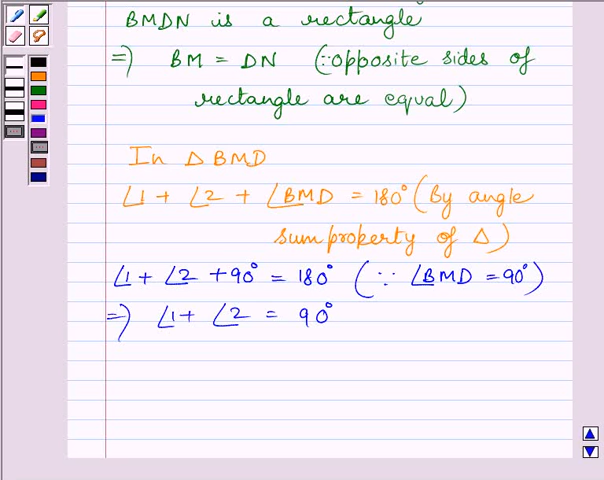 BMDN is a rectangle
⇒) BM = DN (∵ opposite sides of
rectangle are equal)
In Δ BMD
∠1 + ∠2 + ∠BMD = 180° (By angle
sum property of Δ)
∠1 + ∠2 + 90° = 180° (∵ ∠BMD = 90°)
⇒) ∠1 + ∠2 = 90°